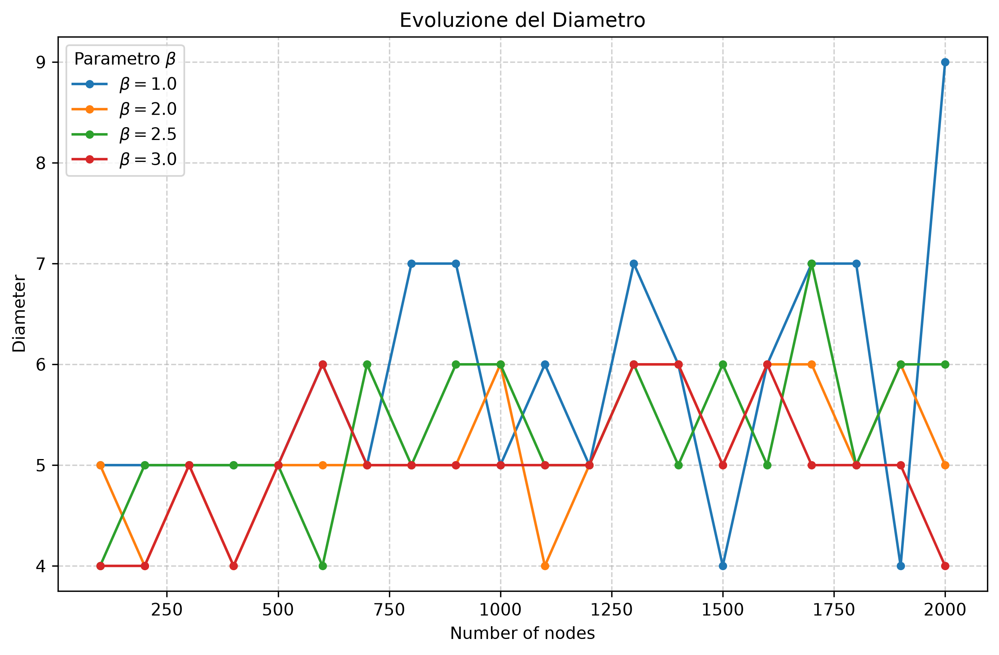 Evoluzione del Diametro
Parametro β
β = 1.0
β = 2.0
β = 2.5
β = 3.0
9
8
7
6
5
4
Diameter
250 500 750 1000 1250 1500 1750 2000
Number of nodes